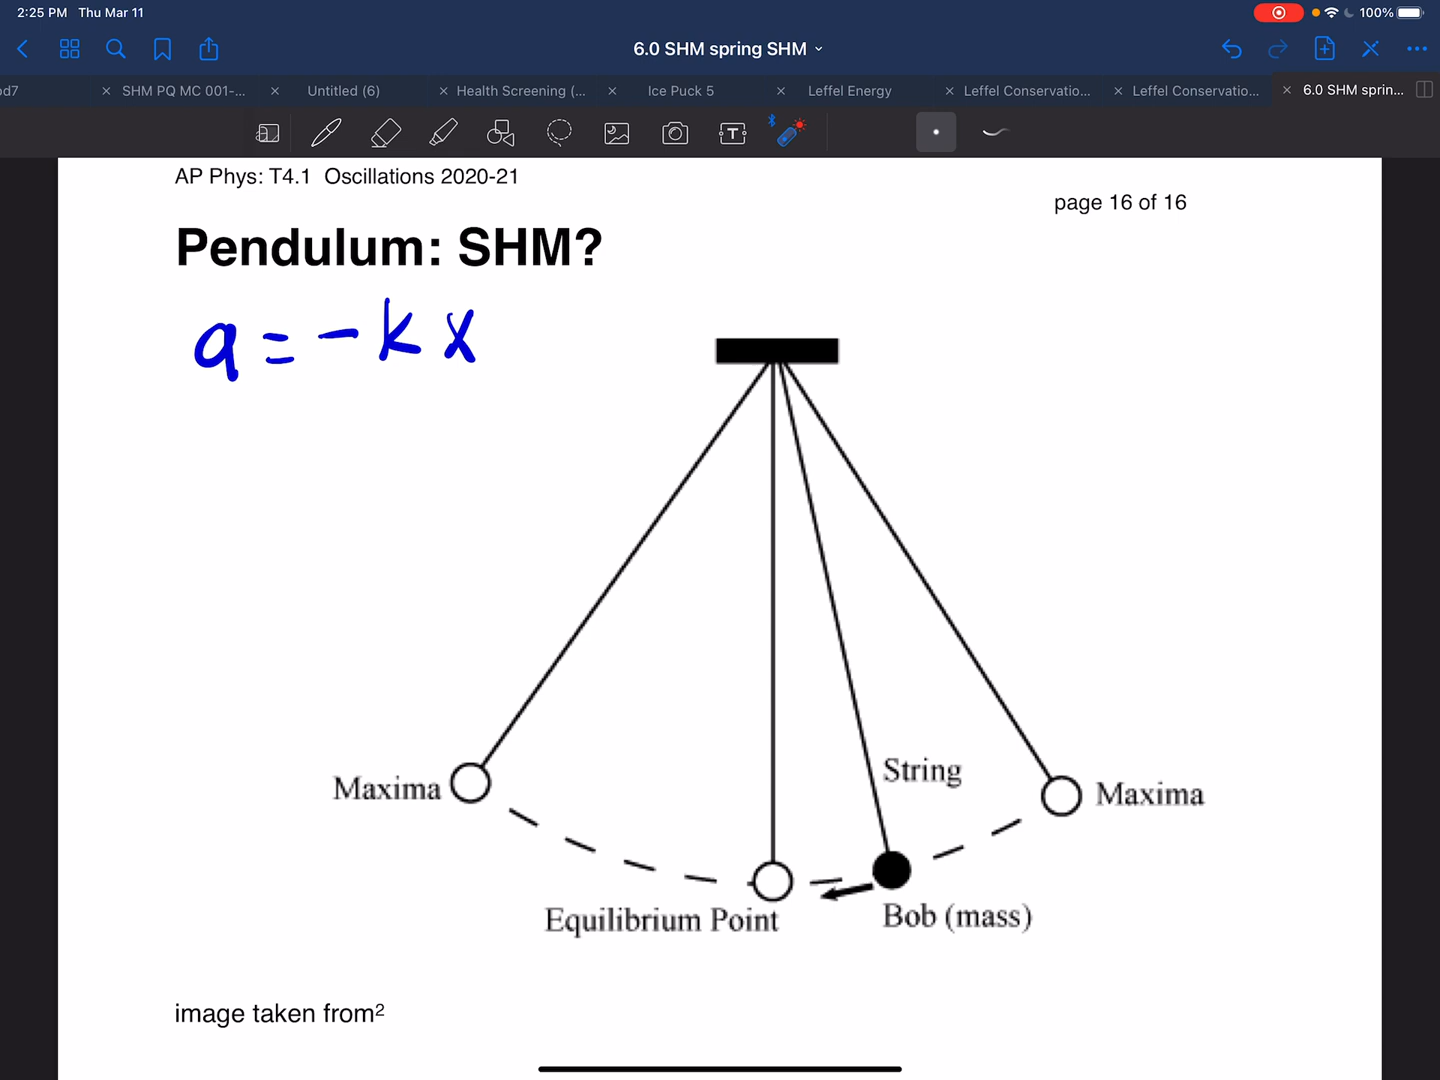 2:25 PM Thu Mar 11
100%
6.0 SHM spring SHM
od7
SHM PQ MC 001-...
Untitled (6)
Health Screening (...
Ice Puck 5
Leffel Energy
Leffel Conservatio...
Leffel Conservatio...
6.0 SHM sprin...
AP Phys: T4.1 Oscillations 2020-21
page 16 of 16
Pendulum: SHM?
a = - k x
String
Maxima
Maxima
Equilibrium Point
Bob (mass)
image taken from²